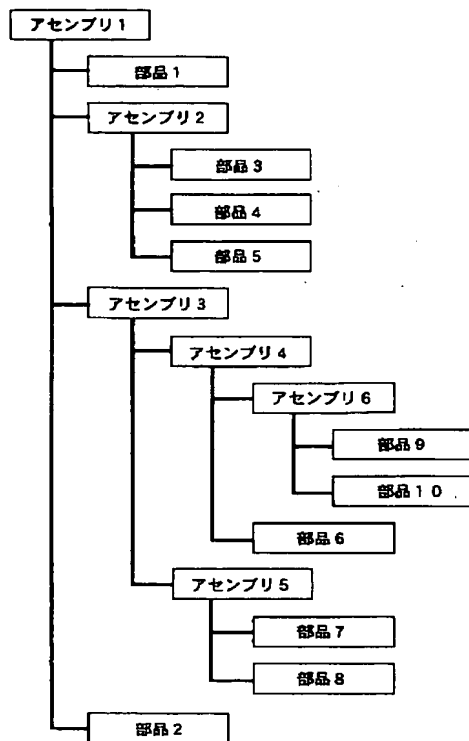 アセンブリ１
部品１
アセンブリ２
部品３
部品４
部品５
アセンブリ３
アセンブリ４
アセンブリ６
部品９
部品１０
部品６
アセンブリ５
部品７
部品８
部品２